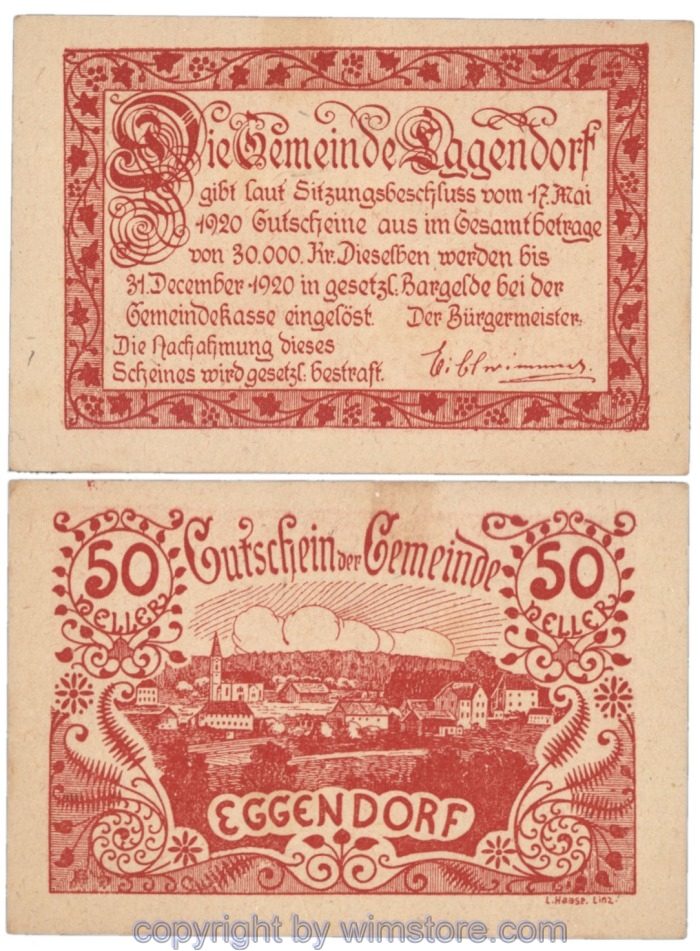 Die Gemeinde Eggendorf
gibt laut Sitzungsbeschluss vom 17. Mai
1920 Gutscheine aus im Gesamtbetrage
von 30.000. Kr. Dieselben werden bis
31. December 1920 in gesetzl: Bargelde bei der
Gemeindekasse eingelöst. Der Bürgermeister:
Die Nachahmung dieses
Scheines wird gesetzl: bestraft.
50 HELLER
Gutschein der Gemeinde
50 HELLER
EGGENDORF
L. Haase. Linz.
copyright by wimstore.com